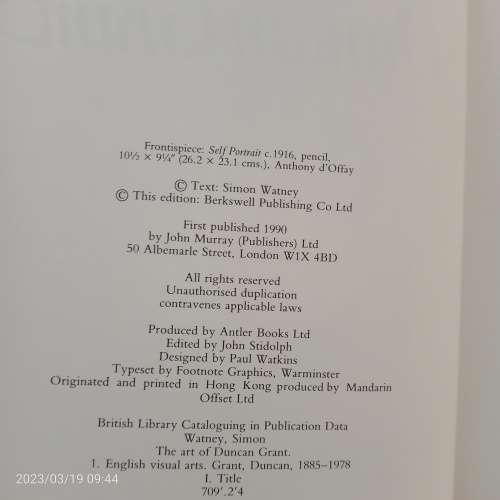 Frontispiece: Self Portrait c.1916, pencil,
10½ × 9¼" (26.2 × 23.1 cms.), Anthony d'Offay
© Text: Simon Watney
© This edition: Berkswell Publishing Co Ltd
First published 1990
by John Murray (Publishers) Ltd
50 Albemarle Street, London W1X 4BD
All rights reserved
Unauthorised duplication
contravenes applicable laws
Produced by Antler Books Ltd
Edited by John Stidolph
Designed by Paul Watkins
Typeset by Footnote Graphics, Warminster
Originated and printed in Hong Kong produced by Mandarin
Offset Ltd
British Library Cataloguing in Publication Data
Watney, Simon
The art of Duncan Grant.
1. English visual arts. Grant, Duncan, 1885–1978
I. Title
709'.2'4
2023/03/19 09:44